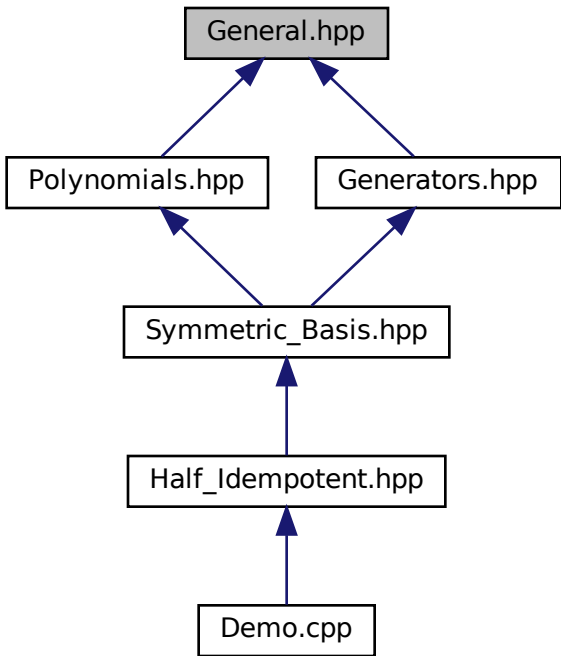 General.hpp
Polynomials.hpp
Generators.hpp
Symmetric_Basis.hpp
Half_Idempotent.hpp
Demo.cpp